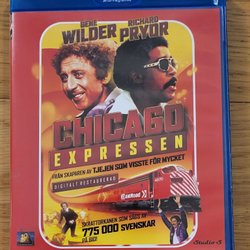 GENE
WILDER
RICHARD
PRYOR
CHICAGO
EXPRESSEN
FRÅN SKAPAREN AV TJEJEN SOM VISSTE FÖR MYCKET
DIGITALT RESTAURERAD
SKRATTORKANEN SOM SÅGS AV
775 000 SVENSKAR
PÅ BIO!
Studio S